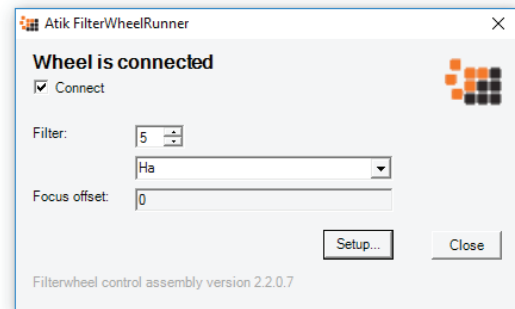 Atik FilterWheelRunner
Wheel is connected
Connect
Filter:
5
Ha
Focus offset:
0
Setup...
Close
Filterwheel control assembly version 2.2.0.7